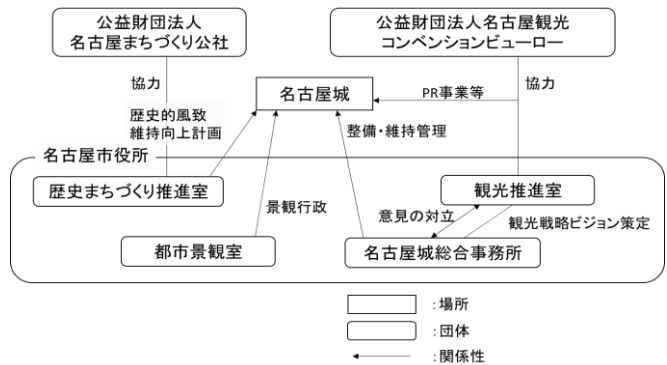 公益財団法人
名古屋まちづくり公社
公益財団法人名古屋観光
コンベンションビューロー
協力
協力
名古屋城
PR事業等
歴史的風致
維持向上計画
整備・維持管理
名古屋市役所
歴史まちづくり推進室
観光推進室
景観行政
意見の対立
観光戦略ビジョン策定
都市景観室
名古屋城総合事務所
:場所
:団体
:関係性